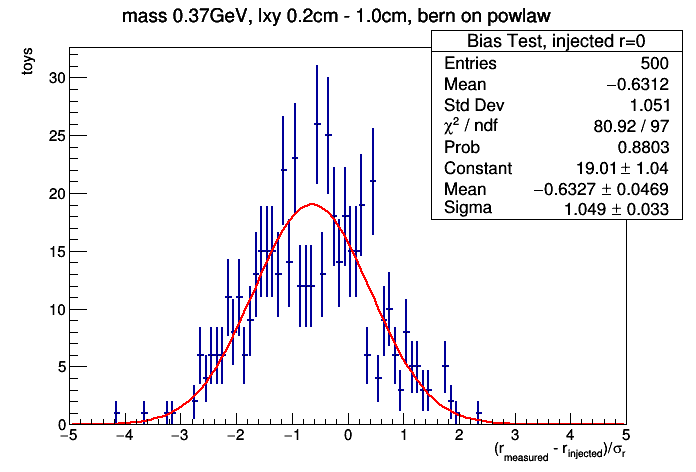 mass 0.37GeV, lxy 0.2cm - 1.0cm, bern on powlaw
toys
Bias Test, injected r=0
Entries 500
Mean −0.6312
Std Dev 1.051
χ² / ndf 80.92 / 97
Prob 0.8803
Constant 19.01 ± 1.04
Mean −0.6327 ± 0.0469
Sigma 1.049 ± 0.033
30
25
20
15
10
5
0
−5 −4 −3 −2 −1 0 1 2 3 4 5
(r_measured - r_injected)/σ_r